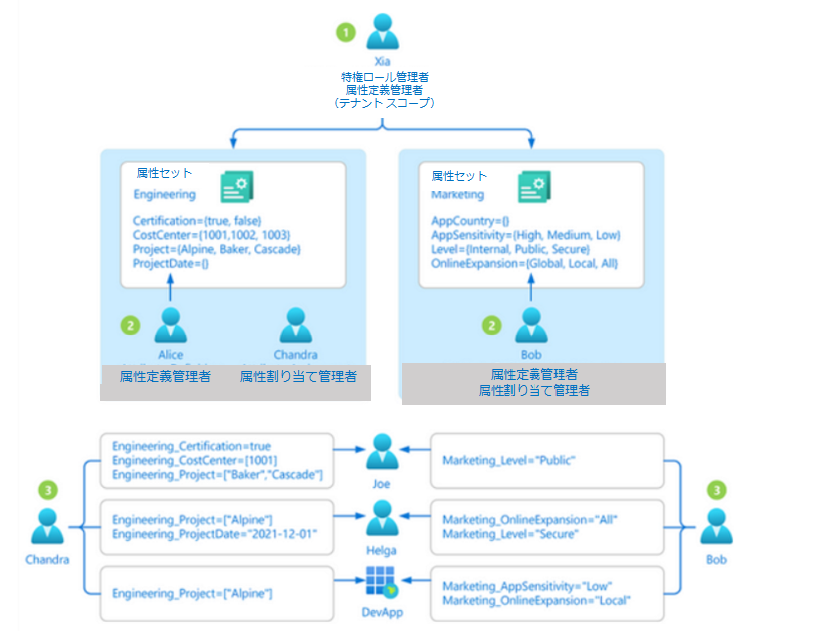 1
Xia
特権ロール管理者
属性定義管理者
(テナント スコープ)
属性セット
Engineering
Certification={true, false}
CostCenter={1001,1002, 1003}
Project={Alpine, Baker, Cascade}
ProjectDate={}
属性セット
Marketing
AppCountry={}
AppSensitivity={High, Medium, Low}
Level={Internal, Public, Secure}
OnlineExpansion={Global, Local, All}
2
Alice
属性定義管理者
Chandra
属性割り当て管理者
2
Bob
属性定義管理者
属性割り当て管理者
3
Chandra
Engineering_Certification=true
Engineering_CostCenter=[1001]
Engineering_Project=["Baker","Cascade"]
Joe
Marketing_Level="Public"
Engineering_Project=["Alpine"]
Engineering_ProjectDate="2021-12-01"
Helga
Marketing_OnlineExpansion="All"
Marketing_Level="Secure"
Engineering_Project=["Alpine"]
DevApp
Marketing_AppSensitivity="Low"
Marketing_OnlineExpansion="Local"
3
Bob